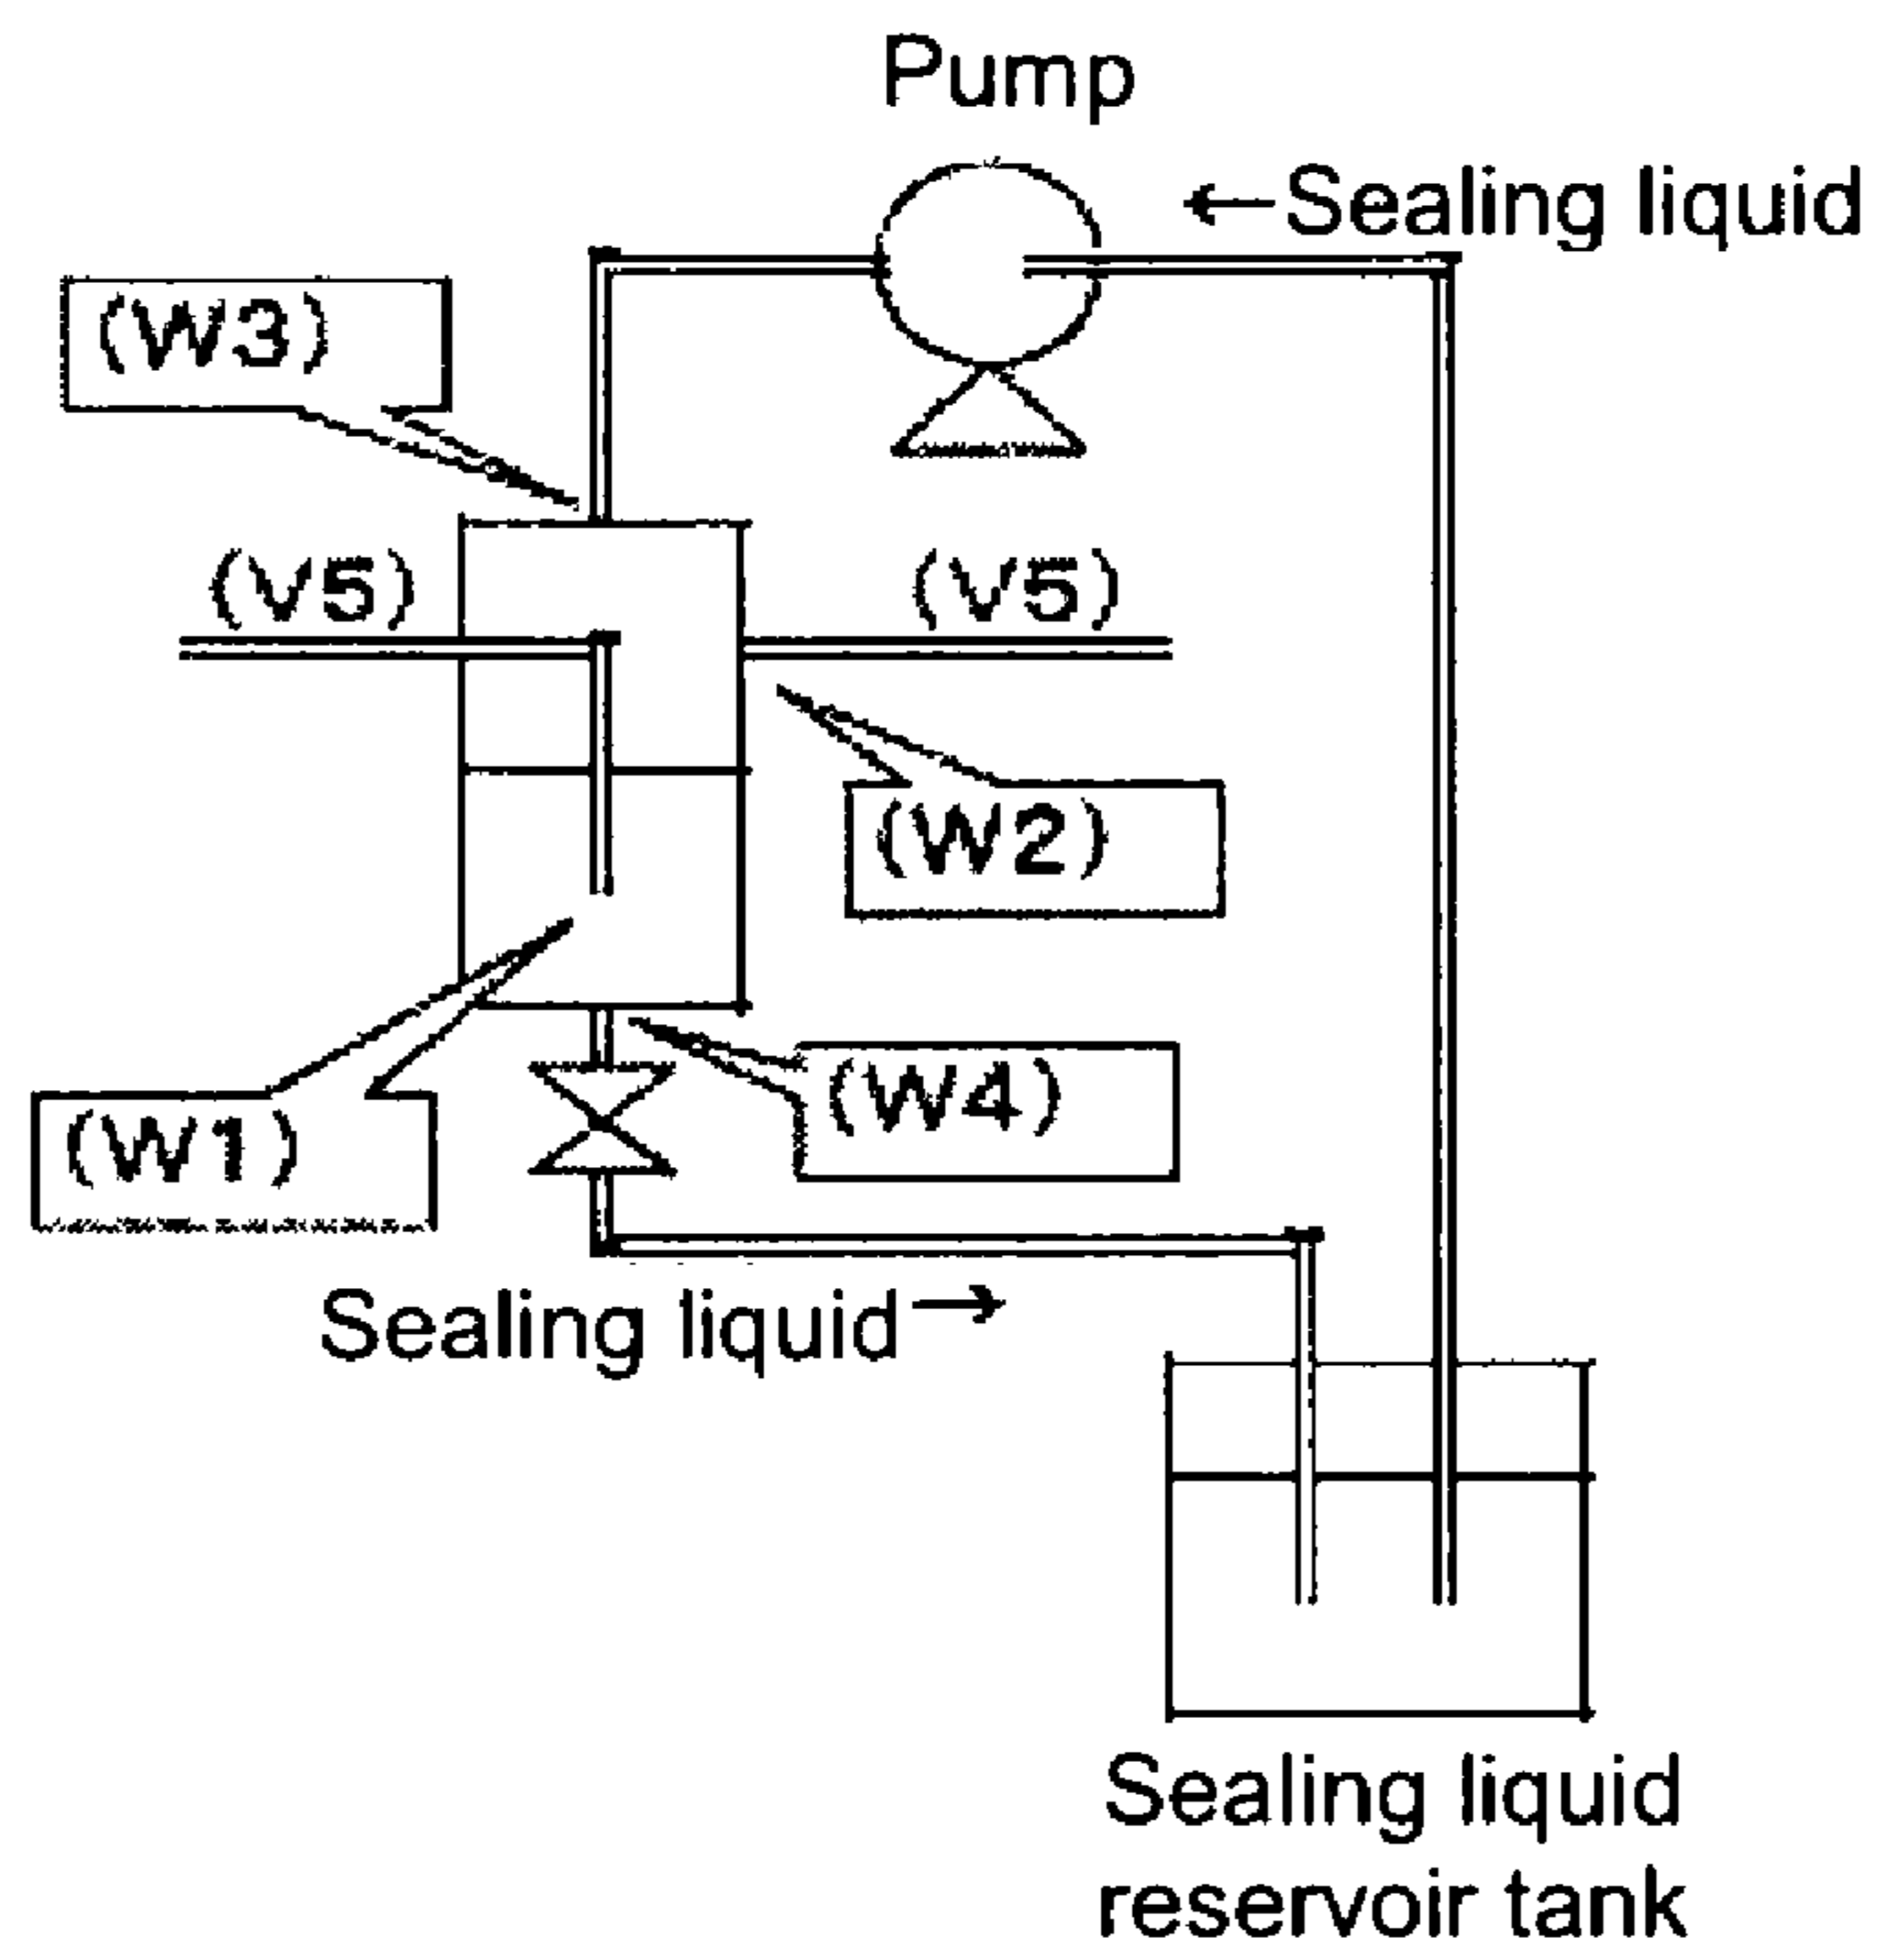 Pump
←Sealing liquid
(W3)
(V5)
(V5)
(W2)
(W4)
(W1)
Sealing liquid→
Sealing liquid
reservoir tank